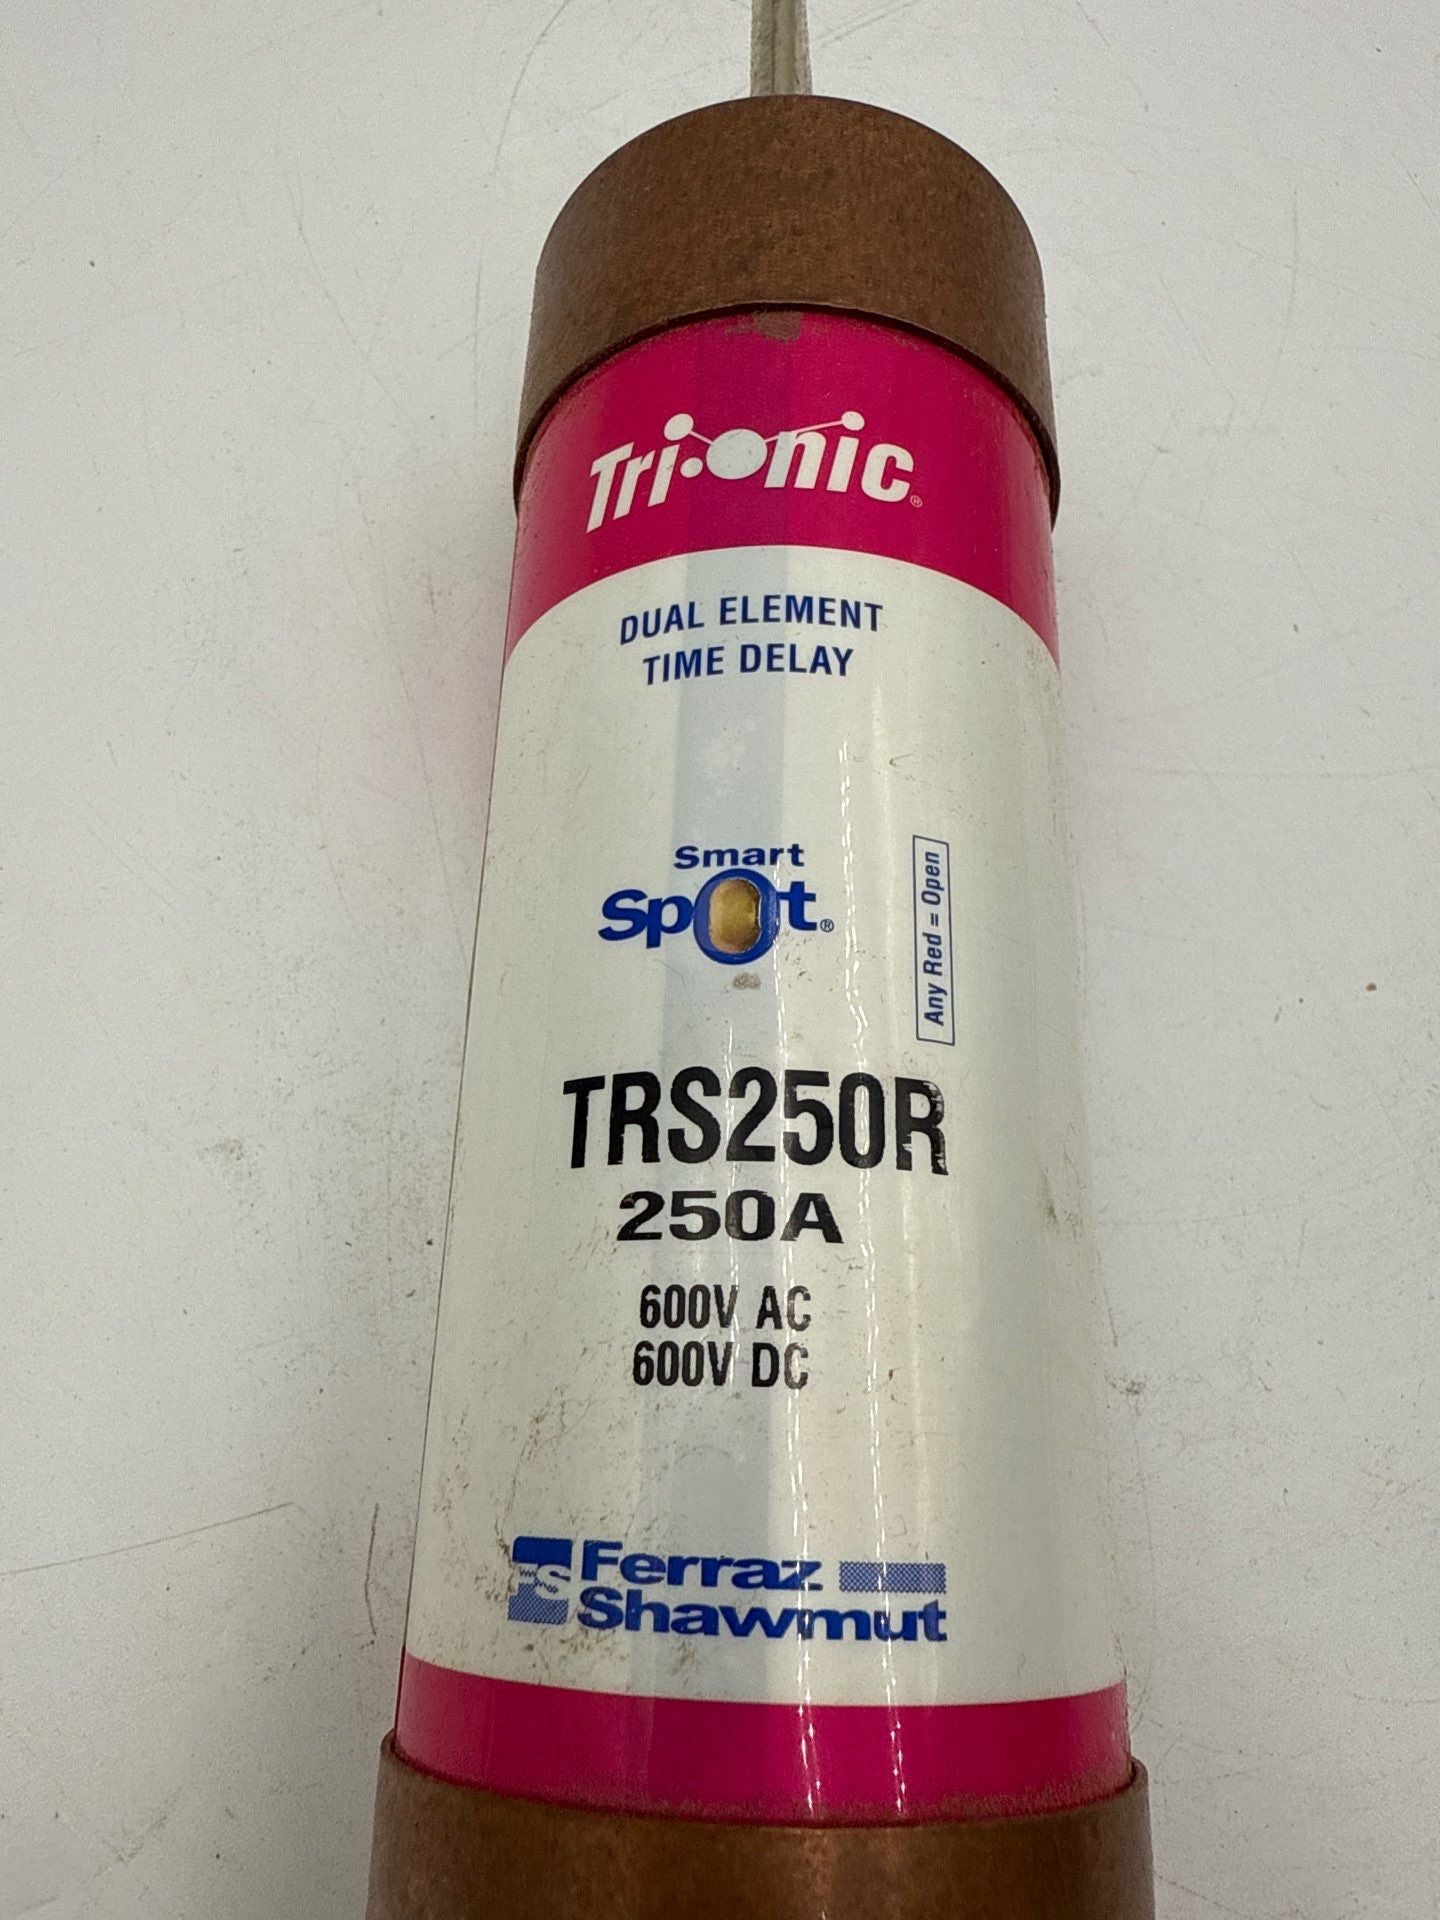 Tri-onic®
DUAL ELEMENT
TIME DELAY
Smart
Spot®
Any Red = Open
TRS250R
250A
600V AC
600V DC
FS Ferraz
Shawmut